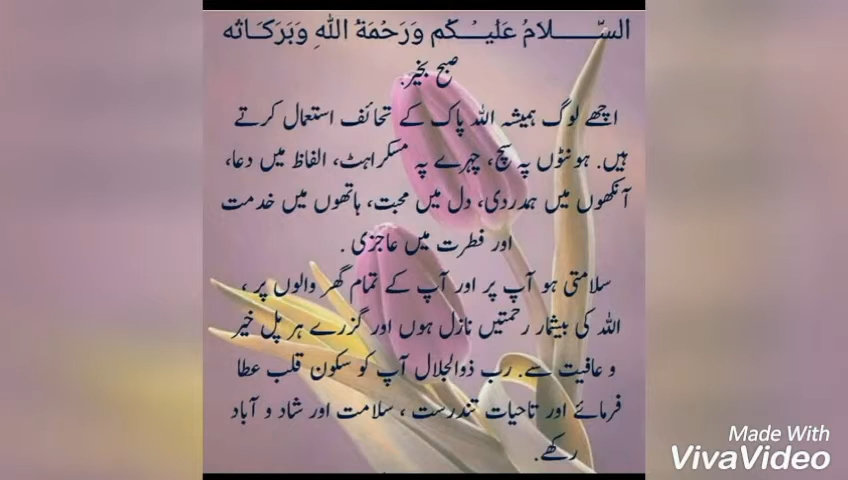 السّـــلامُ عَلَيـــكُم وَرَحْمَةُ اللّٰهِ وَبَرَكَـاتُه
صبح بخیر.
اچھے لوگ ہمیشہ اللہ پاک کے تحائف استعمال کرتے
ہیں. ہونٹوں پہ سچ، چہرے پہ مسکراہٹ، الفاظ میں دعا،
آنکھوں میں ہمدردی، دل میں محبت، ہاتھوں میں خدمت
اور فطرت میں عاجزی .
سلامتی ہو آپ پر اور آپ کے تمام گھر والوں پر ،
اللہ کی بیشمار رحمتیں نازل ہوں اور گزرے ہر پل خیر
و عافیت سے. رب ذوالجلال آپ کو سکون قلب عطا
فرمائے اور تاحیات تندرست ، سلامت اور شاد و آباد
رکھے.
Made With
VivaVideo